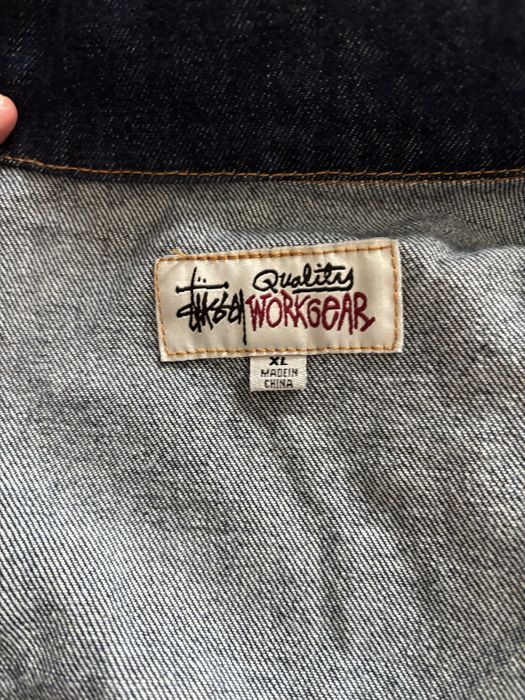 Quality
Stüssy WORKGEAR
XL
MADE IN
CHINA